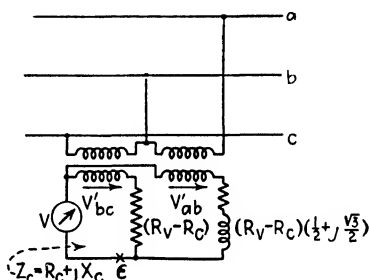 a
b
c
V'bc
V'ab
V
(Rv-Rc)
(Rv-Rc)(1/2+j √3/2)
Zc=Rc+jXc
ϵ